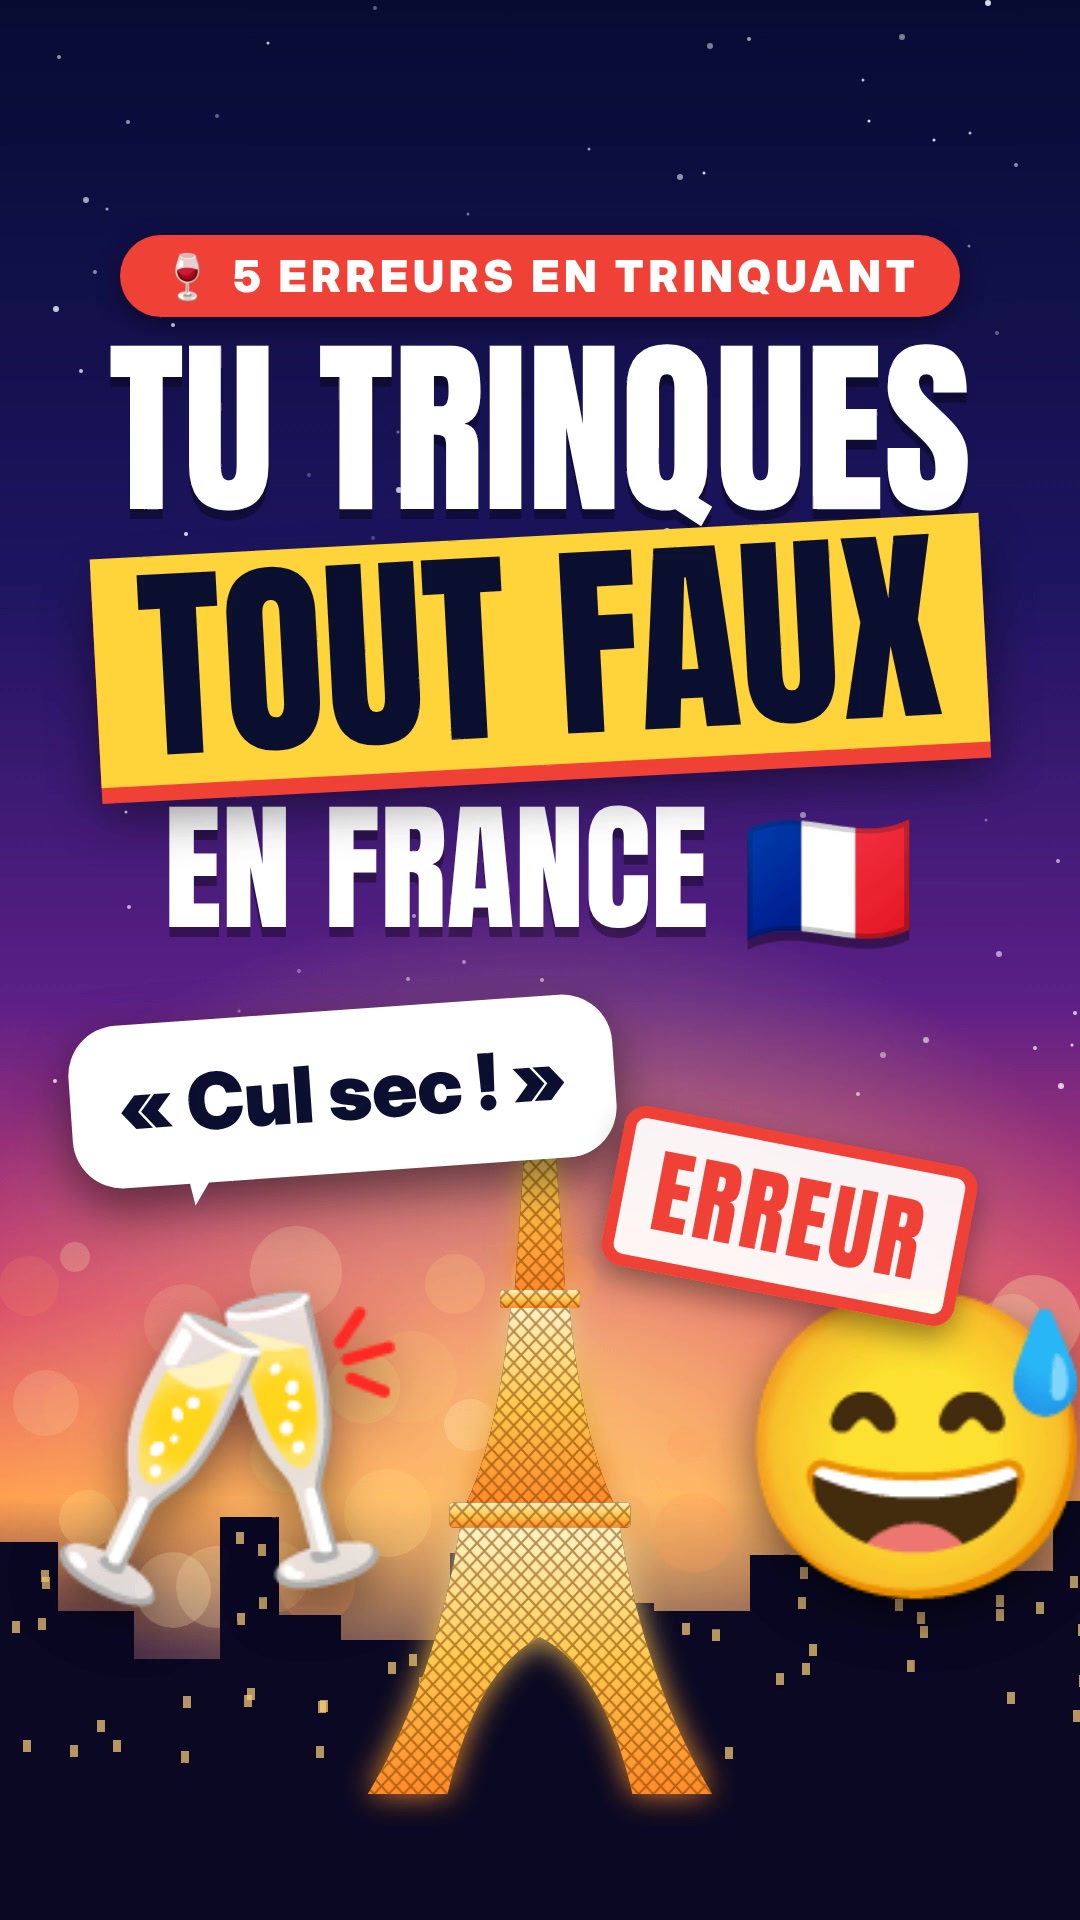 5 ERREURS EN TRINQUANT
TU TRINQUES
TOUT FAUX
EN FRANCE
« Cul sec ! »
ERREUR